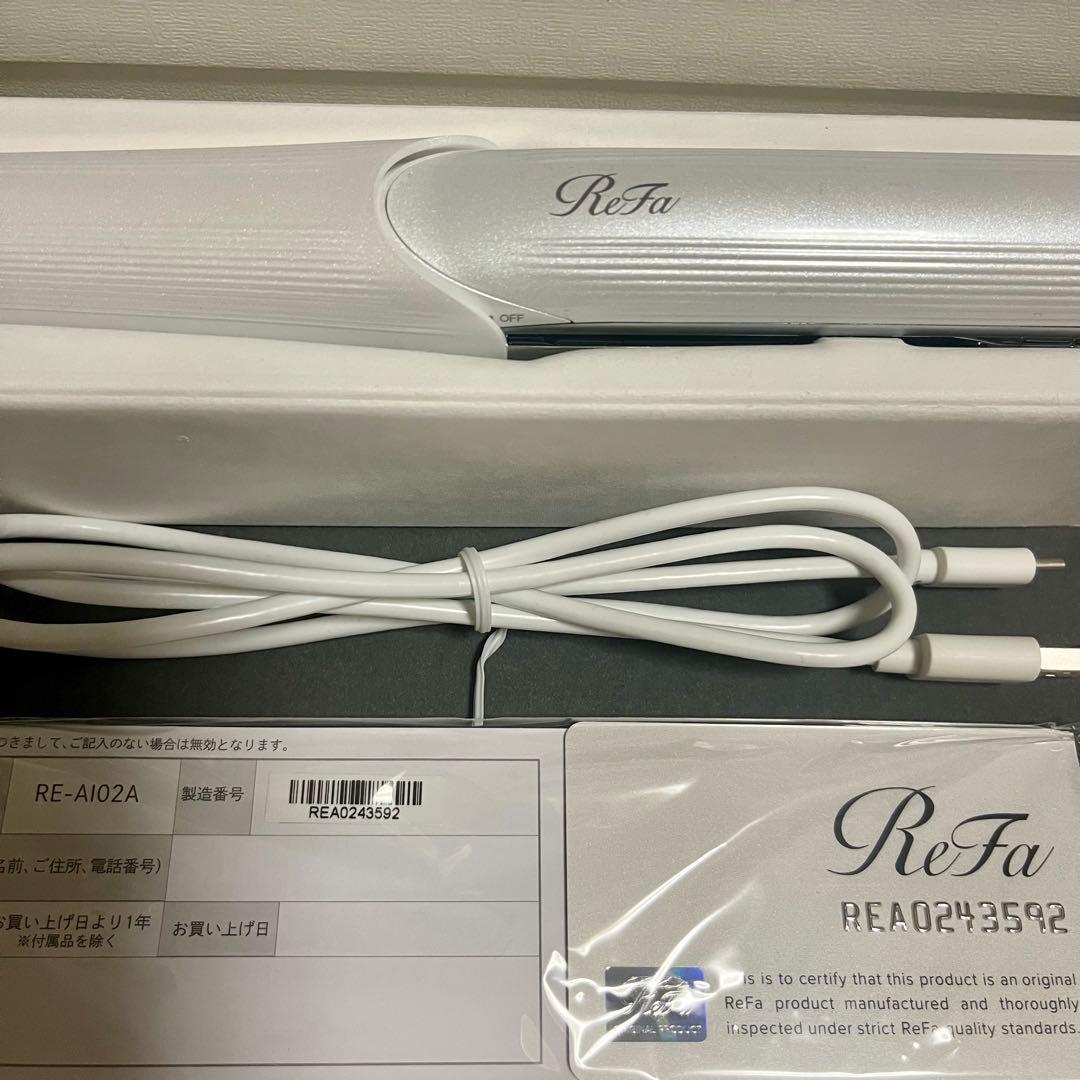 ReFa
OFF
つきまして、ご記入のない場合は無効となります。
RE-AI02A
製造番号
REA0243592
名前、ご住所、電話番号)
お買い上げ日より1年
※付属品を除く
お買い上げ日
ReFa
REA0243592
is is to certify that this product is an original
ReFa product manufactured and thoroughly
inspected under strict ReFa quality standards.
ReFa
ORIGINAL PRODUCT